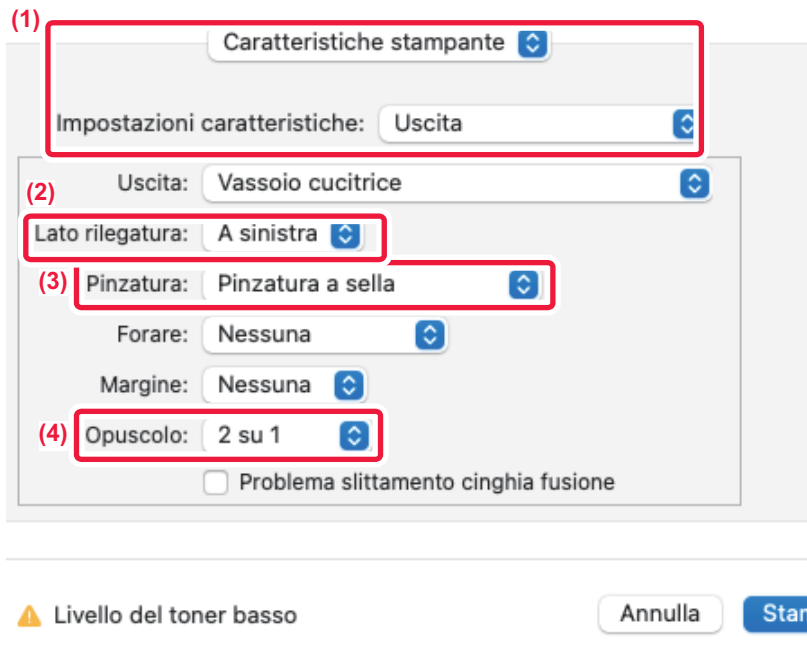 (1)
Caratteristiche stampante
Impostazioni caratteristiche: Uscita
Uscita: Vassoio cucitrice
(2)
Lato rilegatura: A sinistra
(3) Pinzatura: Pinzatura a sella
Forare: Nessuna
Margine: Nessuna
(4) Opuscolo: 2 su 1
Problema slittamento cinghia fusione
Livello del toner basso Annulla Stam